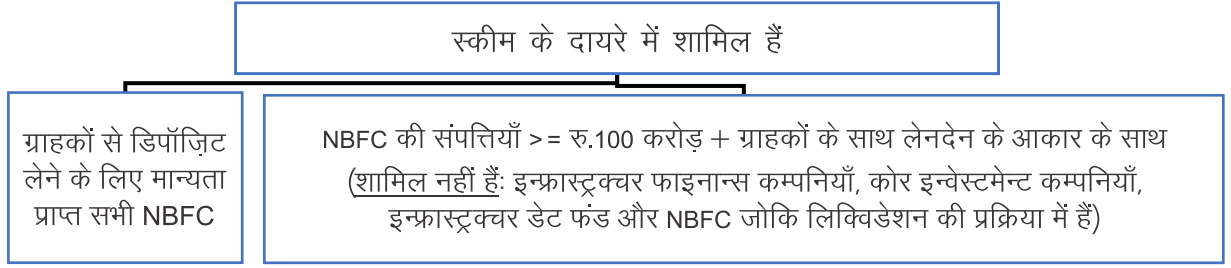 स्कीम के दायरे में शामिल हैं
ग्राहकों से डिपॉज़िट
लेने के लिए मान्यता
प्राप्त सभी NBFC
NBFC की संपत्तियाँ >= रु.100 करोड़ + ग्राहकों के साथ लेनदेन के आकार के साथ
(शामिल नहीं हैं: इन्फ्रास्ट्रक्चर फाइनान्स कम्पनियाँ, कोर इन्वेस्टमेन्ट कम्पनियाँ,
इन्फ्रास्ट्रक्चर डेट फंड और NBFC जोकि लिक्विडेशन की प्रक्रिया में हैं)